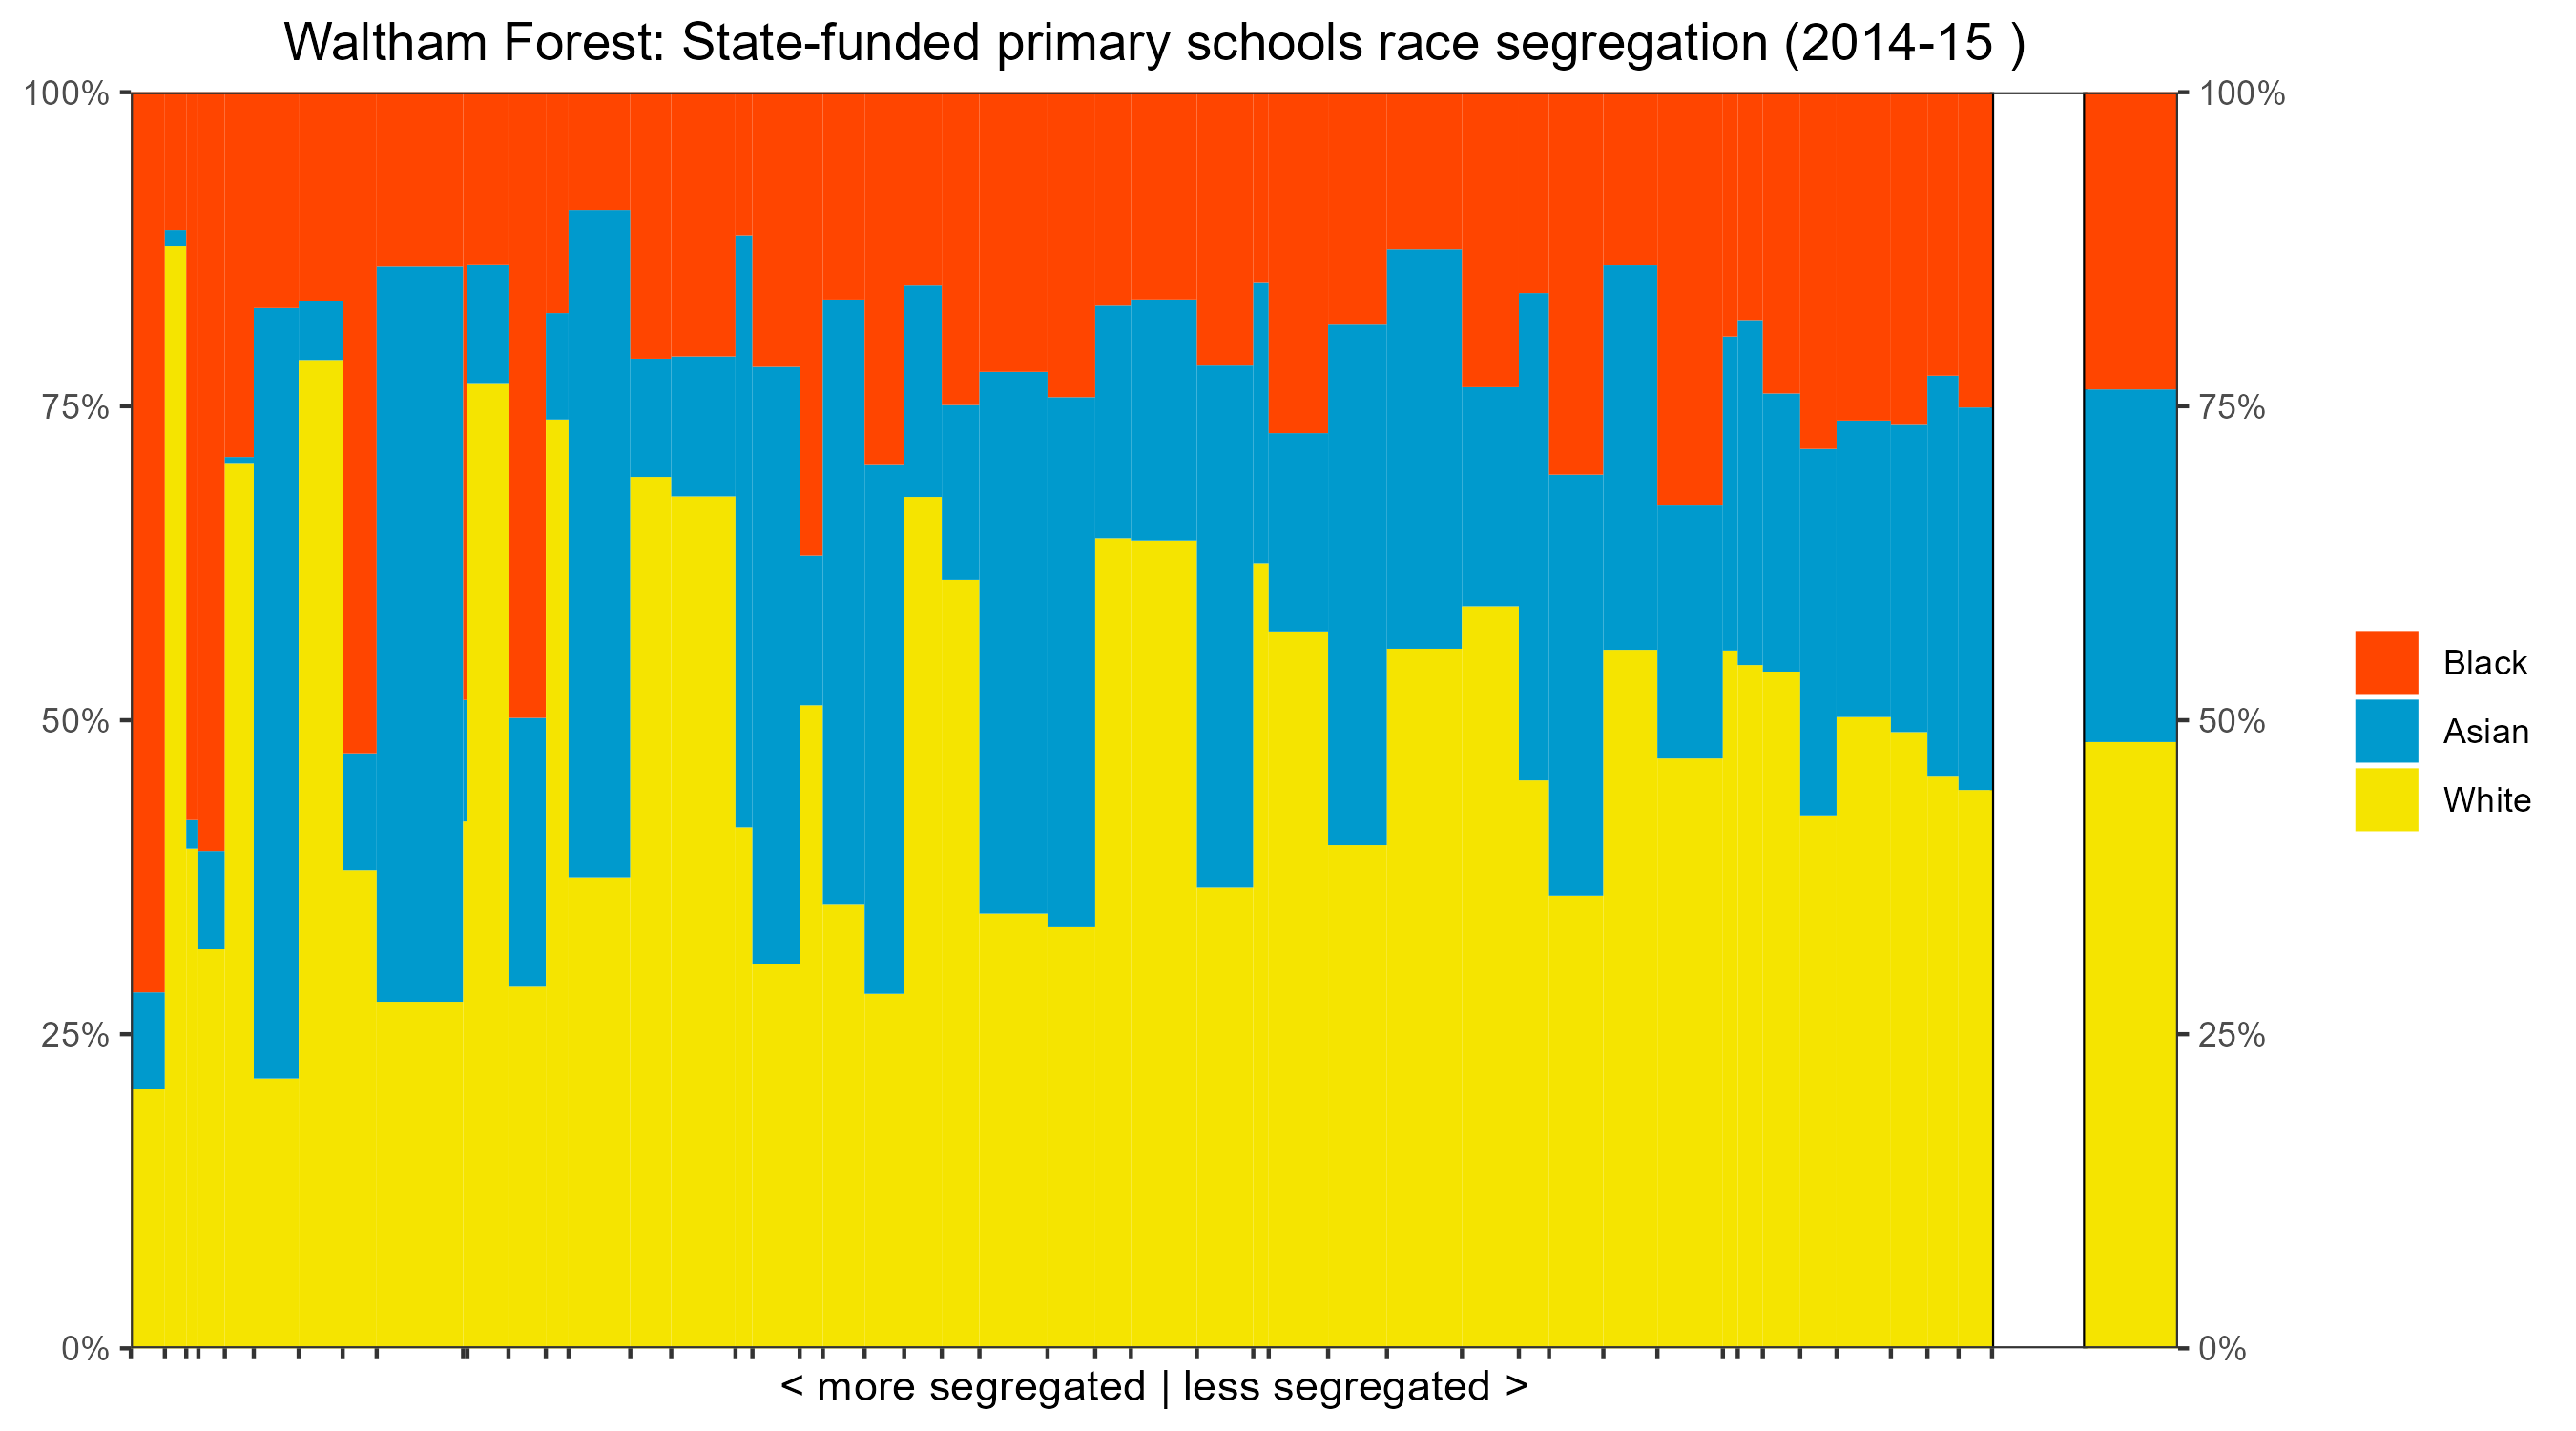 Waltham Forest: State-funded primary schools race segregation (2014-15 )
100%
75%
50%
25%
0%
100%
75%
50%
25%
0%
Black
Asian
White
< more segregated | less segregated >